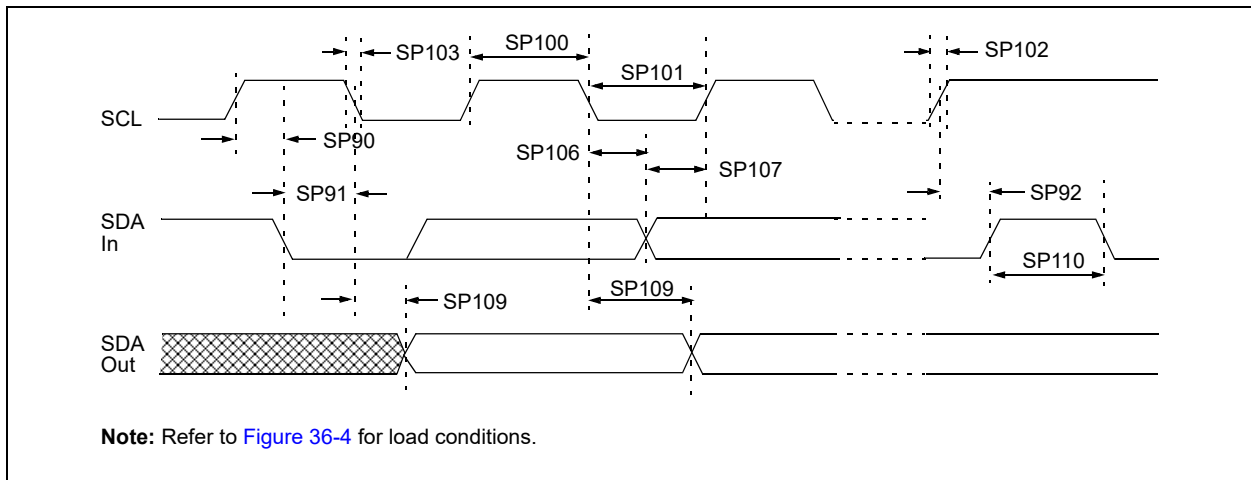 SP103
SP100
SP101
SP102
SCL
SP90
SP106
SP107
SP91
SP92
SDA
In
SP110
SP109
SP109
SDA
Out
Note: Refer to Figure 36-4 for load conditions.